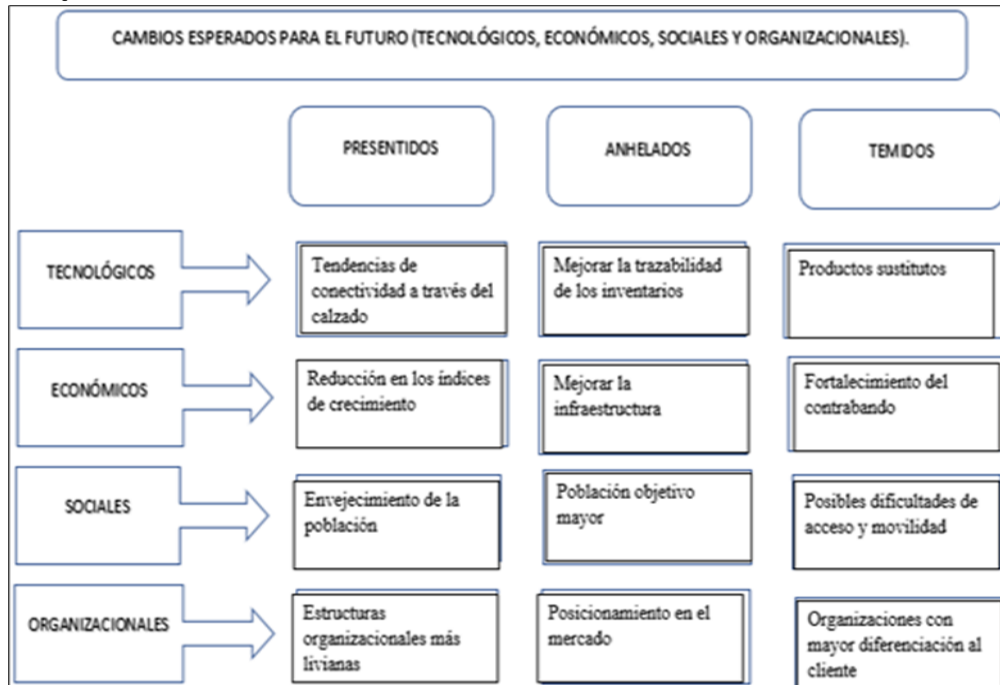 CAMBIOS ESPERADOS PARA EL FUTURO (TECNOLÓGICOS, ECONÓMICOS, SOCIALES Y ORGANIZACIONALES).
PRESENTIDOS
ANHELADOS
TEMIDOS
TECNOLÓGICOS
Tendencias de
conectividad a través del
calzado
Mejorar la trazabilidad
de los inventarios
Productos sustitutos
ECONÓMICOS
Reducción en los índices
de crecimiento
Mejorar la
infraestructura
Fortalecimiento del
contrabando
SOCIALES
Envejecimiento de la
población
Población objetivo
mayor
Posibles dificultades de
acceso y movilidad
ORGANIZACIONALES
Estructuras
organizacionales más
livianas
Posicionamiento en el
mercado
Organizaciones con
mayor diferenciación al
cliente